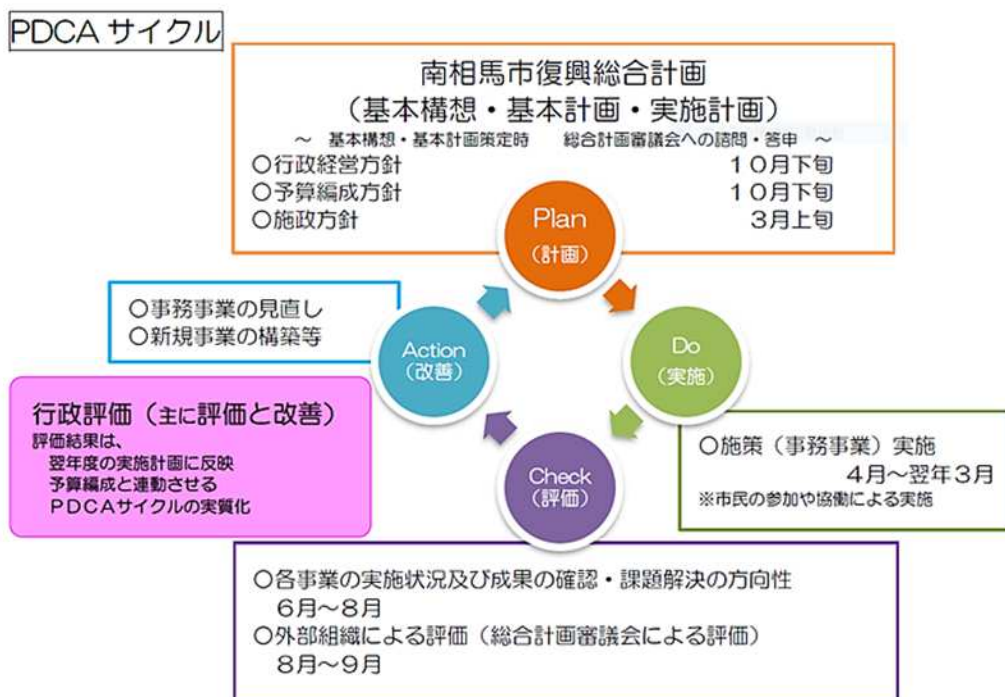 PDCAサイクル
南相馬市復興総合計画
(基本構想・基本計画・実施計画)
～ 基本構想・基本計画策定時 総合計画審議会への諮問・答申 ～
○行政経営方針 10月下旬
○予算編成方針 10月下旬
○施政方針 3月上旬
Plan
(計画)
○事務事業の見直し
○新規事業の構築等
Action
(改善)
Do
(実施)
行政評価(主に評価と改善)
評価結果は、
翌年度の実施計画に反映
予算編成と連動させる
PDCAサイクルの実質化
Check
(評価)
○施策(事務事業)実施
4月～翌年3月
※市民の参加や協働による実施
○各事業の実施状況及び成果の確認・課題解決の方向性
6月～8月
○外部組織による評価(総合計画審議会による評価)
8月～9月